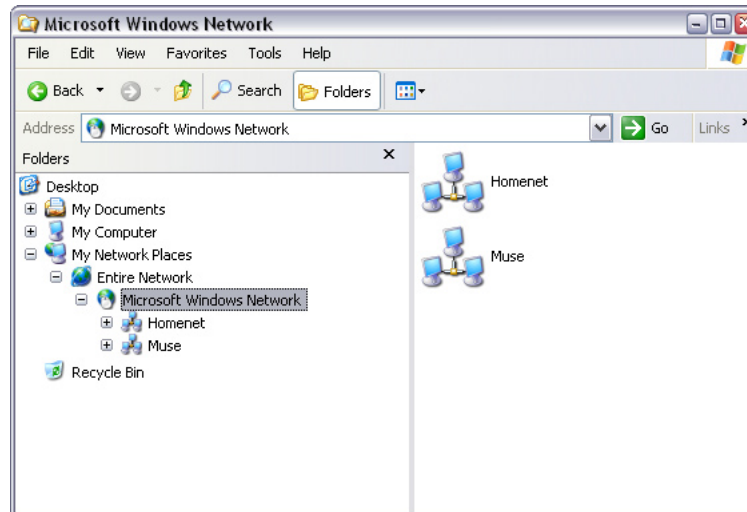 Microsoft Windows Network
File Edit View Favorites Tools Help
Back Search Folders
Address Microsoft Windows Network Go Links
Folders
Desktop
My Documents
My Computer
My Network Places
Entire Network
Microsoft Windows Network
Homenet
Muse
Recycle Bin
Homenet
Muse